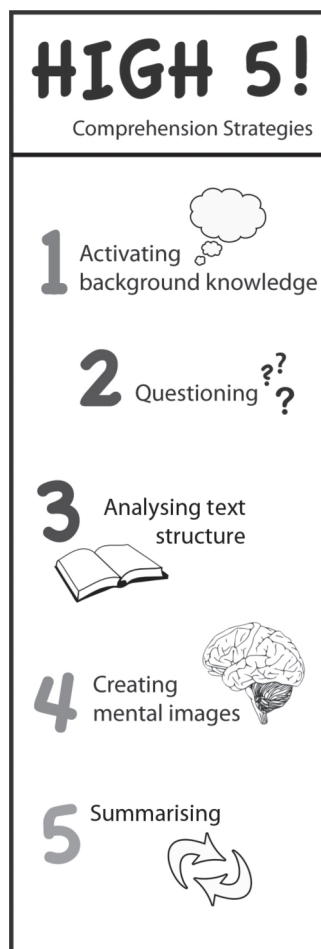 HIGH 5!
Comprehension Strategies
1 Activating
background knowledge
2 Questioning ? ? ?
3 Analysing text
structure
4 Creating
mental images
5 Summarising